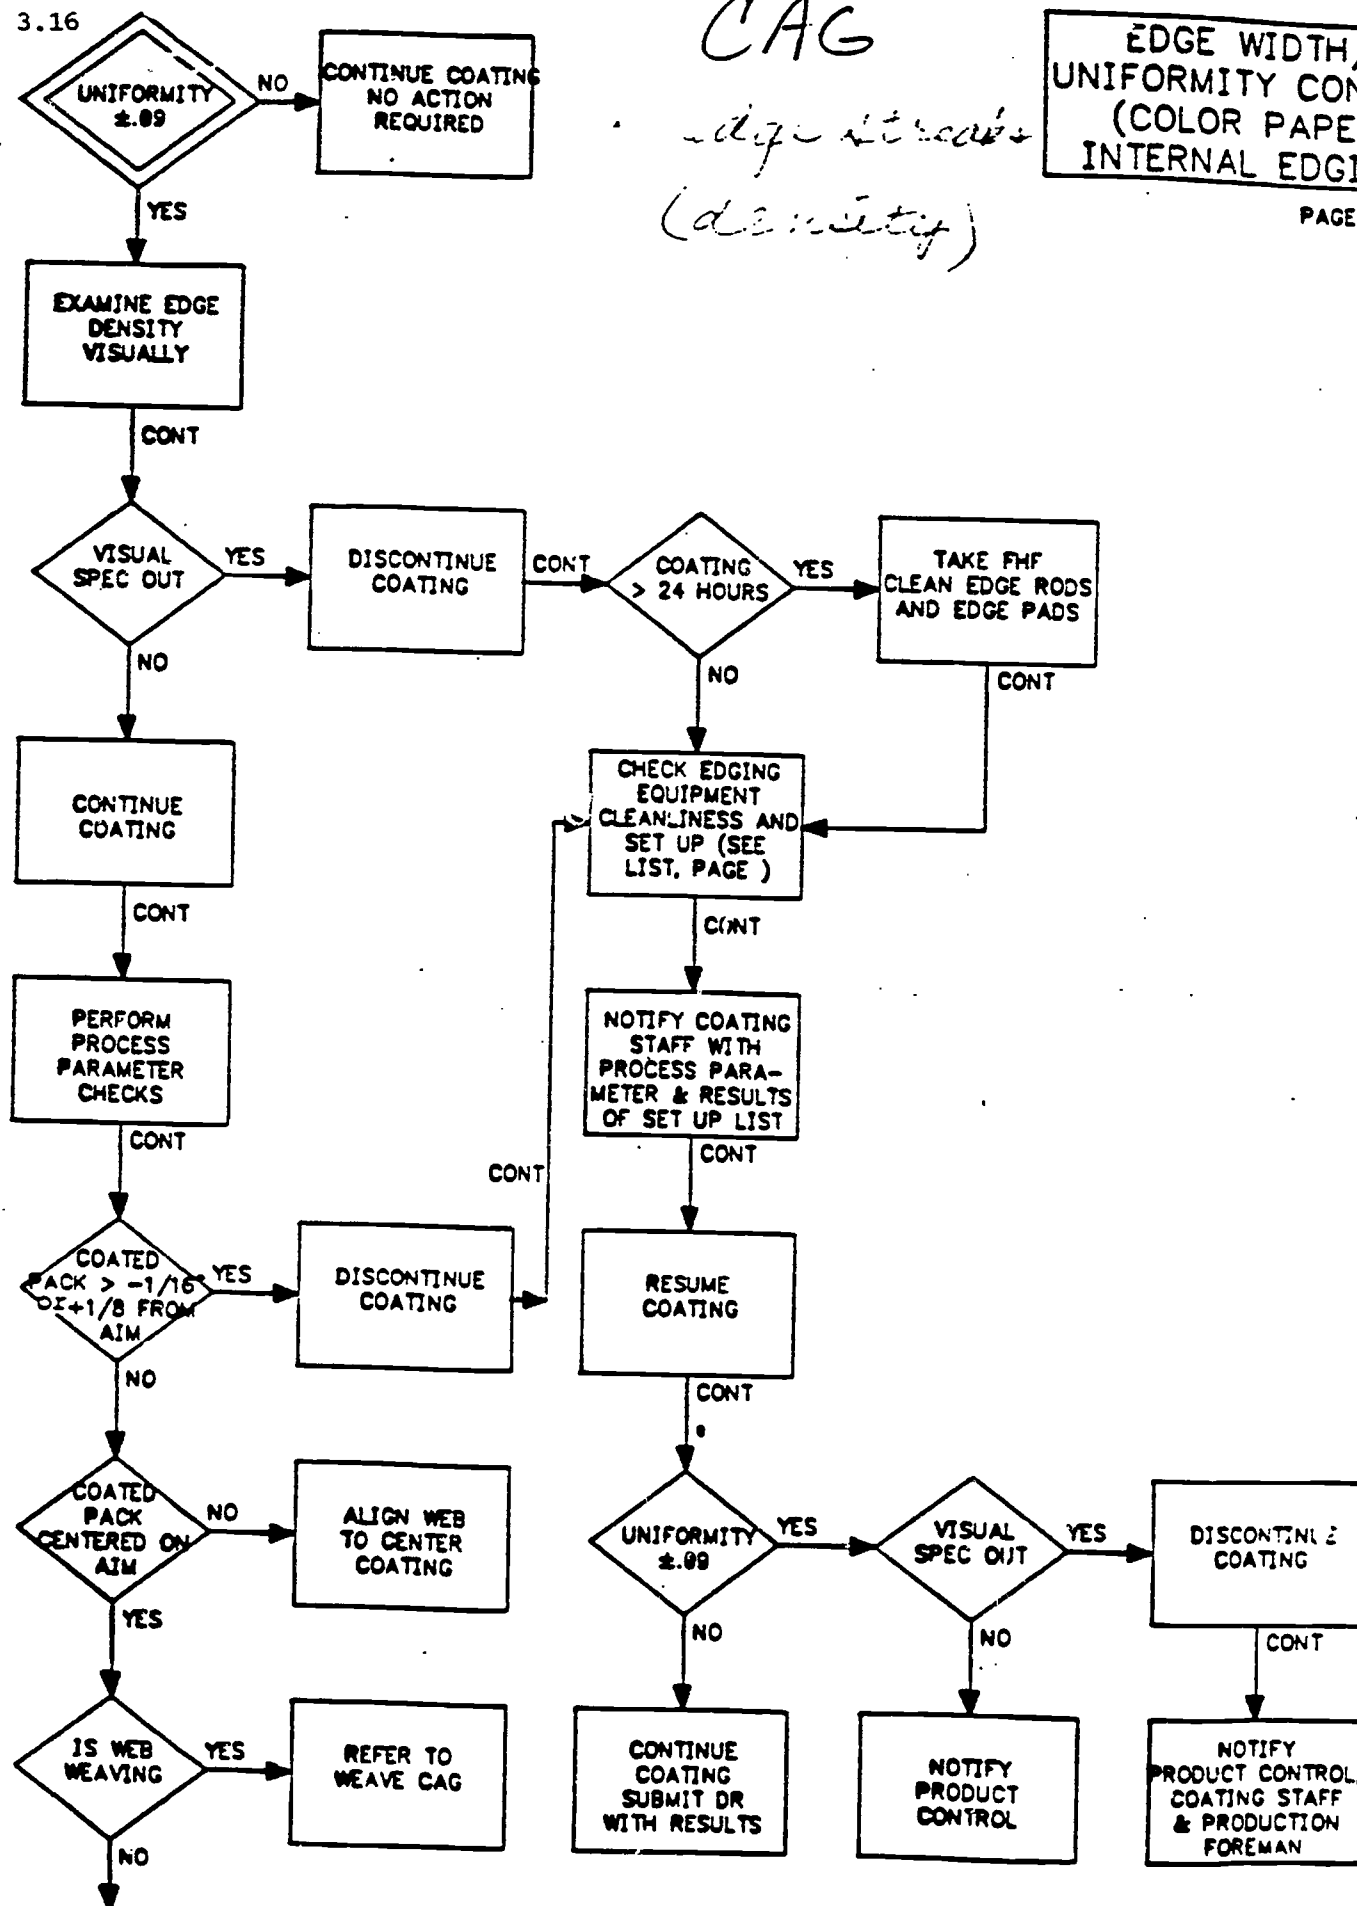 3.16
CAG
edge streaks
(density)
EDGE WIDTH,
UNIFORMITY CON
(COLOR PAPE
INTERNAL EDGI
PAGE
UNIFORMITY
±.09
NO
CONTINUE COATING
NO ACTION
REQUIRED
YES
EXAMINE EDGE
DENSITY
VISUALLY
CONT
VISUAL
SPEC OUT
YES
DISCONTINUE
COATING
CONT
COATING
> 24 HOURS
YES
TAKE FHF
CLEAN EDGE RODS
AND EDGE PADS
NO
NO
CONT
CONTINUE
COATING
CHECK EDGING
EQUIPMENT
CLEANLINESS AND
SET UP (SEE
LIST, PAGE )
CONT
CONT
PERFORM
PROCESS
PARAMETER
CHECKS
NOTIFY COATING
STAFF WITH
PROCESS PARA-
METER & RESULTS
OF SET UP LIST
CONT
CONT
CONT
COATED
PACK > -1/16"
or+1/8 FROM
AIM
YES
DISCONTINUE
COATING
RESUME
COATING
NO
CONT
COATED
PACK
CENTERED ON
AIM
NO
ALIGN WEB
TO CENTER
COATING
UNIFORMITY
±.09
YES
VISUAL
SPEC OUT
YES
DISCONTINUE
COATING
YES
NO
NO
CONT
IS WEB
WEAVING
YES
REFER TO
WEAVE CAG
CONTINUE
COATING
SUBMIT DR
WITH RESULTS
NOTIFY
PRODUCT
CONTROL
NOTIFY
PRODUCT CONTROL,
COATING STAFF
& PRODUCTION
FOREMAN
NO